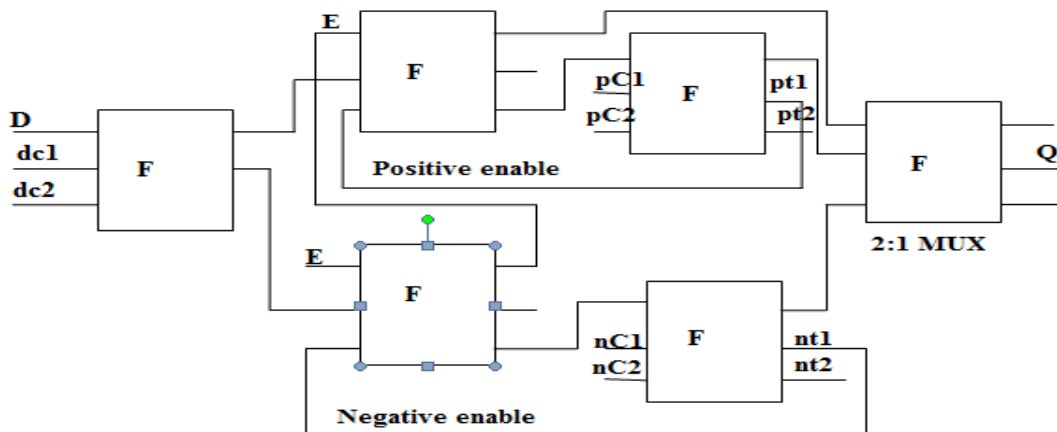 E
F
pC1
F
pt1
pC2
pt2
D
dc1
F
dc2
Positive enable
F
Q
2:1 MUX
E
F
nC1
F
nt1
nC2
nt2
Negative enable